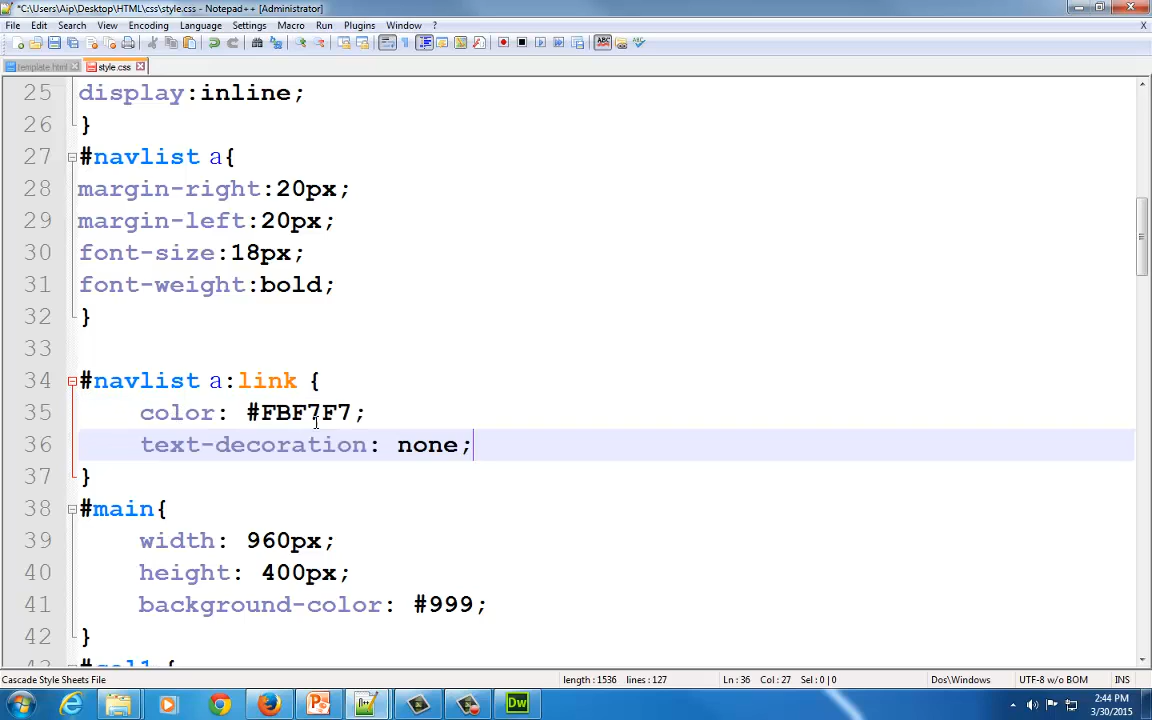 *C:\Users\Aip\Desktop\HTML\css\style.css - Notepad++ [Administrator]
File Edit Search View Encoding Language Settings Macro Run Plugins Window ? X
template.html style.css
25 display:inline;
26 }
27 #navlist a{
28 margin-right:20px;
29 margin-left:20px;
30 font-size:18px;
31 font-weight:bold;
32 }
33
34 #navlist a:link {
35 color: #FBF7F7;
36 text-decoration: none;
37 }
38 #main{
39 width: 960px;
40 height: 400px;
41 background-color: #999;
42 }
43 #col1 {
Cascade Style Sheets File length : 1536 lines : 127 Ln : 36 Col : 27 Sel : 0 | 0 Dos\Windows UTF-8 w/o BOM INS
Dw 2:44 PM
3/30/2015